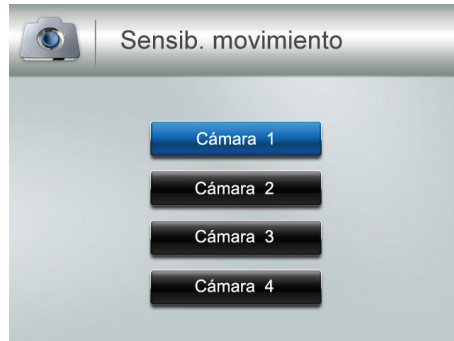 Sensib. movimiento
Cámara 1
Cámara 2
Cámara 3
Cámara 4